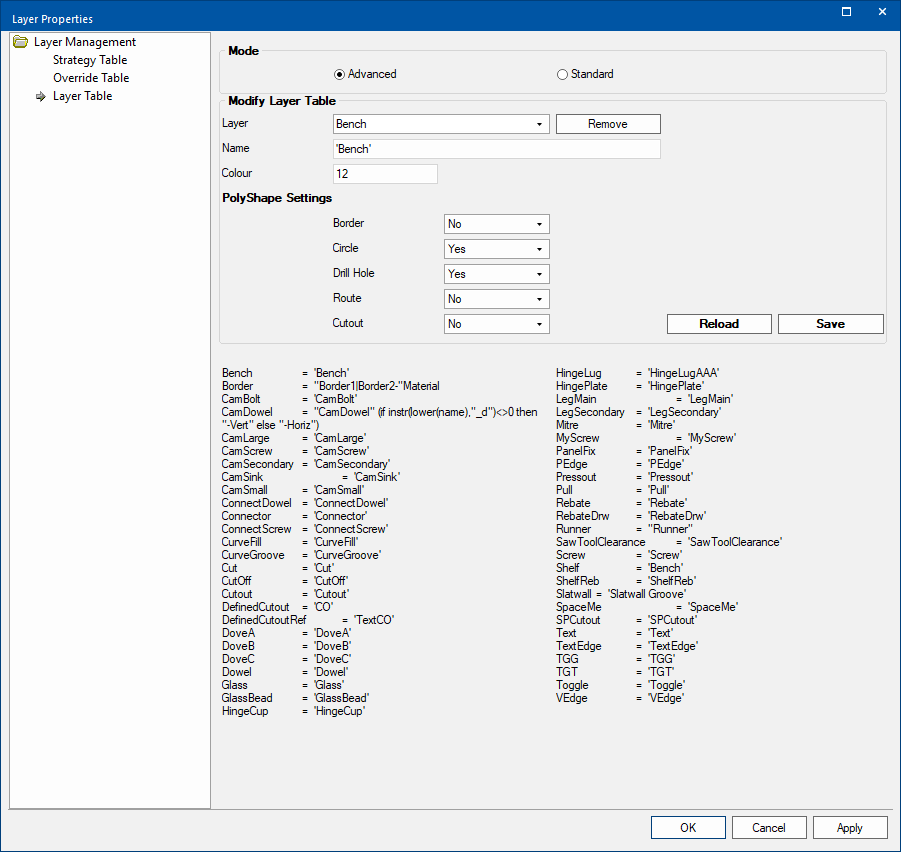 Layer Properties
Layer Management
Strategy Table
Override Table
Layer Table
Mode
Advanced Standard
Modify Layer Table
Layer Bench Remove
Name 'Bench'
Colour 12
PolyShape Settings
Border No
Circle Yes
Drill Hole Yes
Route No
Cutout No
Reload Save
Bench = 'Bench'
Border = "Border1|Border2-"Material
CamBolt = 'CamBolt'
CamDowel = "CamDowel" (if instr(lower(name),"_d")<>0 then
"-Vert" else "-Horiz")
CamLarge = 'CamLarge'
CamScrew = 'CamScrew'
CamSecondary = 'CamSecondary'
CamSink = 'CamSink'
CamSmall = 'CamSmall'
ConnectDowel = 'ConnectDowel'
Connector = 'Connector'
ConnectScrew = 'ConnectScrew'
CurveFill = 'CurveFill'
CurveGroove = 'CurveGroove'
Cut = 'Cut'
CutOff = 'CutOff'
Cutout = 'Cutout'
DefinedCutout = 'CO'
DefinedCutoutRef = 'TextCO'
DoveA = 'DoveA'
DoveB = 'DoveB'
DoveC = 'DoveC'
Dowel = 'Dowel'
Glass = 'Glass'
GlassBead = 'GlassBead'
HingeCup = 'HingeCup'
HingeLug = 'HingeLugAAA'
HingePlate = 'HingePlate'
LegMain = 'LegMain'
LegSecondary = 'LegSecondary'
Mitre = 'Mitre'
MyScrew = 'MyScrew'
PanelFix = 'PanelFix'
PEdge = 'PEdge'
Pressout = 'Pressout'
Pull = 'Pull'
Rebate = 'Rebate'
RebateDrw = 'RebateDrw'
Runner = "Runner"
SawToolClearance = 'SawToolClearance'
Screw = 'Screw'
Shelf = 'Bench'
ShelfReb = 'ShelfReb'
Slatwall = 'Slatwall Groove'
SpaceMe = 'SpaceMe'
SPCutout = 'SPCutout'
Text = 'Text'
TextEdge = 'TextEdge'
TGG = 'TGG'
TGT = 'TGT'
Toggle = 'Toggle'
VEdge = 'VEdge'
OK Cancel Apply